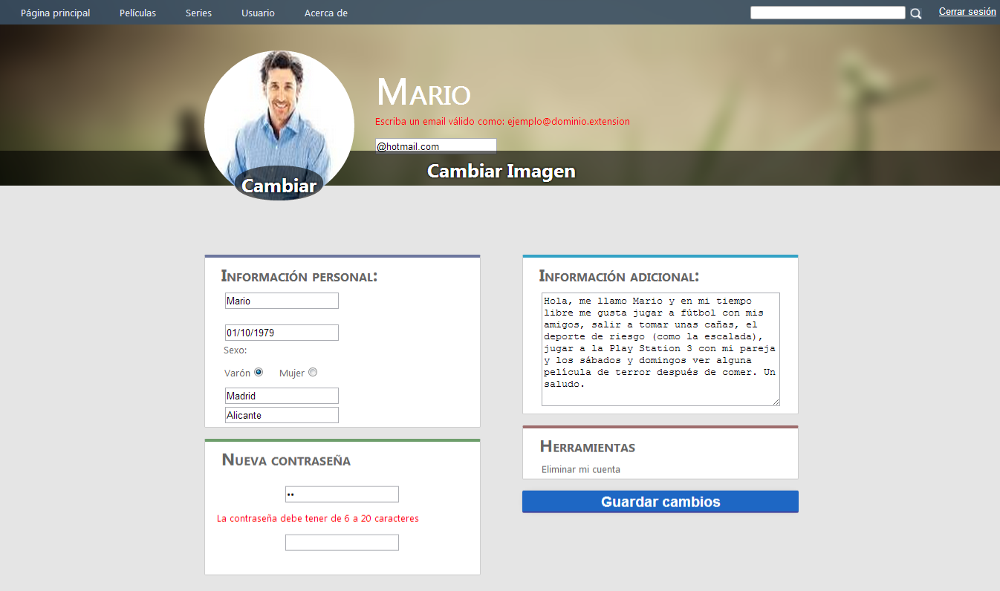 Página principal Películas Series Usuario Acerca de Cerrar sesión
Mario
Escriba un email válido como: ejemplo@dominio.extension
@hotmail.com
Cambiar Imagen
Cambiar
Información personal:
Mario
01/10/1979
Sexo:
Varón Mujer
Madrid
Alicante
Nueva contraseña
••
La contraseña debe tener de 6 a 20 caracteres
Información adicional:
Hola, me llamo Mario y en mi tiempo
libre me gusta jugar a fútbol con mis
amigos, salir a tomar unas cañas, el
deporte de riesgo (como la escalada),
jugar a la Play Station 3 con mi pareja
y los sábados y domingos ver alguna
película de terror después de comer. Un
saludo.
Herramientas
Eliminar mi cuenta
Guardar cambios